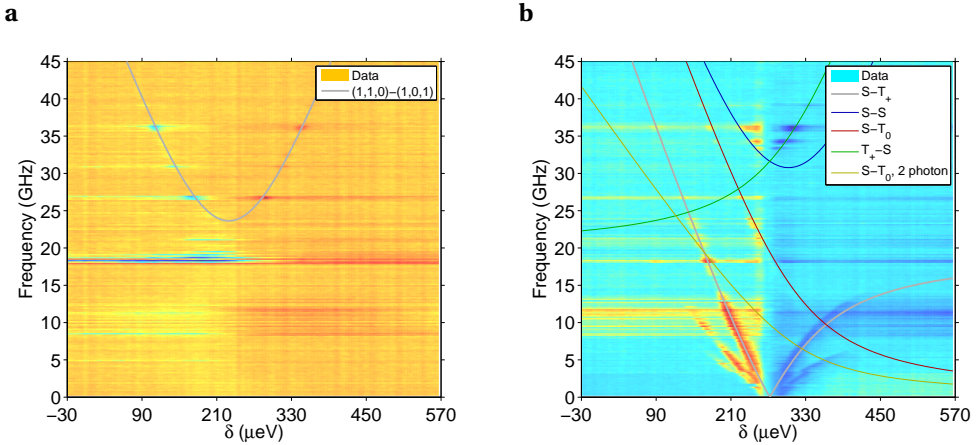 a
b
45
40
35
30
25
20
15
10
5
0
Frequency (GHz)
−30 90 210 330 450 570
δ (μeV)
Data
(1,1,0)−(1,0,1)
45
40
35
30
25
20
15
10
5
0
Frequency (GHz)
−30 90 210 330 450 570
δ (μeV)
Data
S−T+
S−S
S−T0
T+−S
S−T0, 2 photon